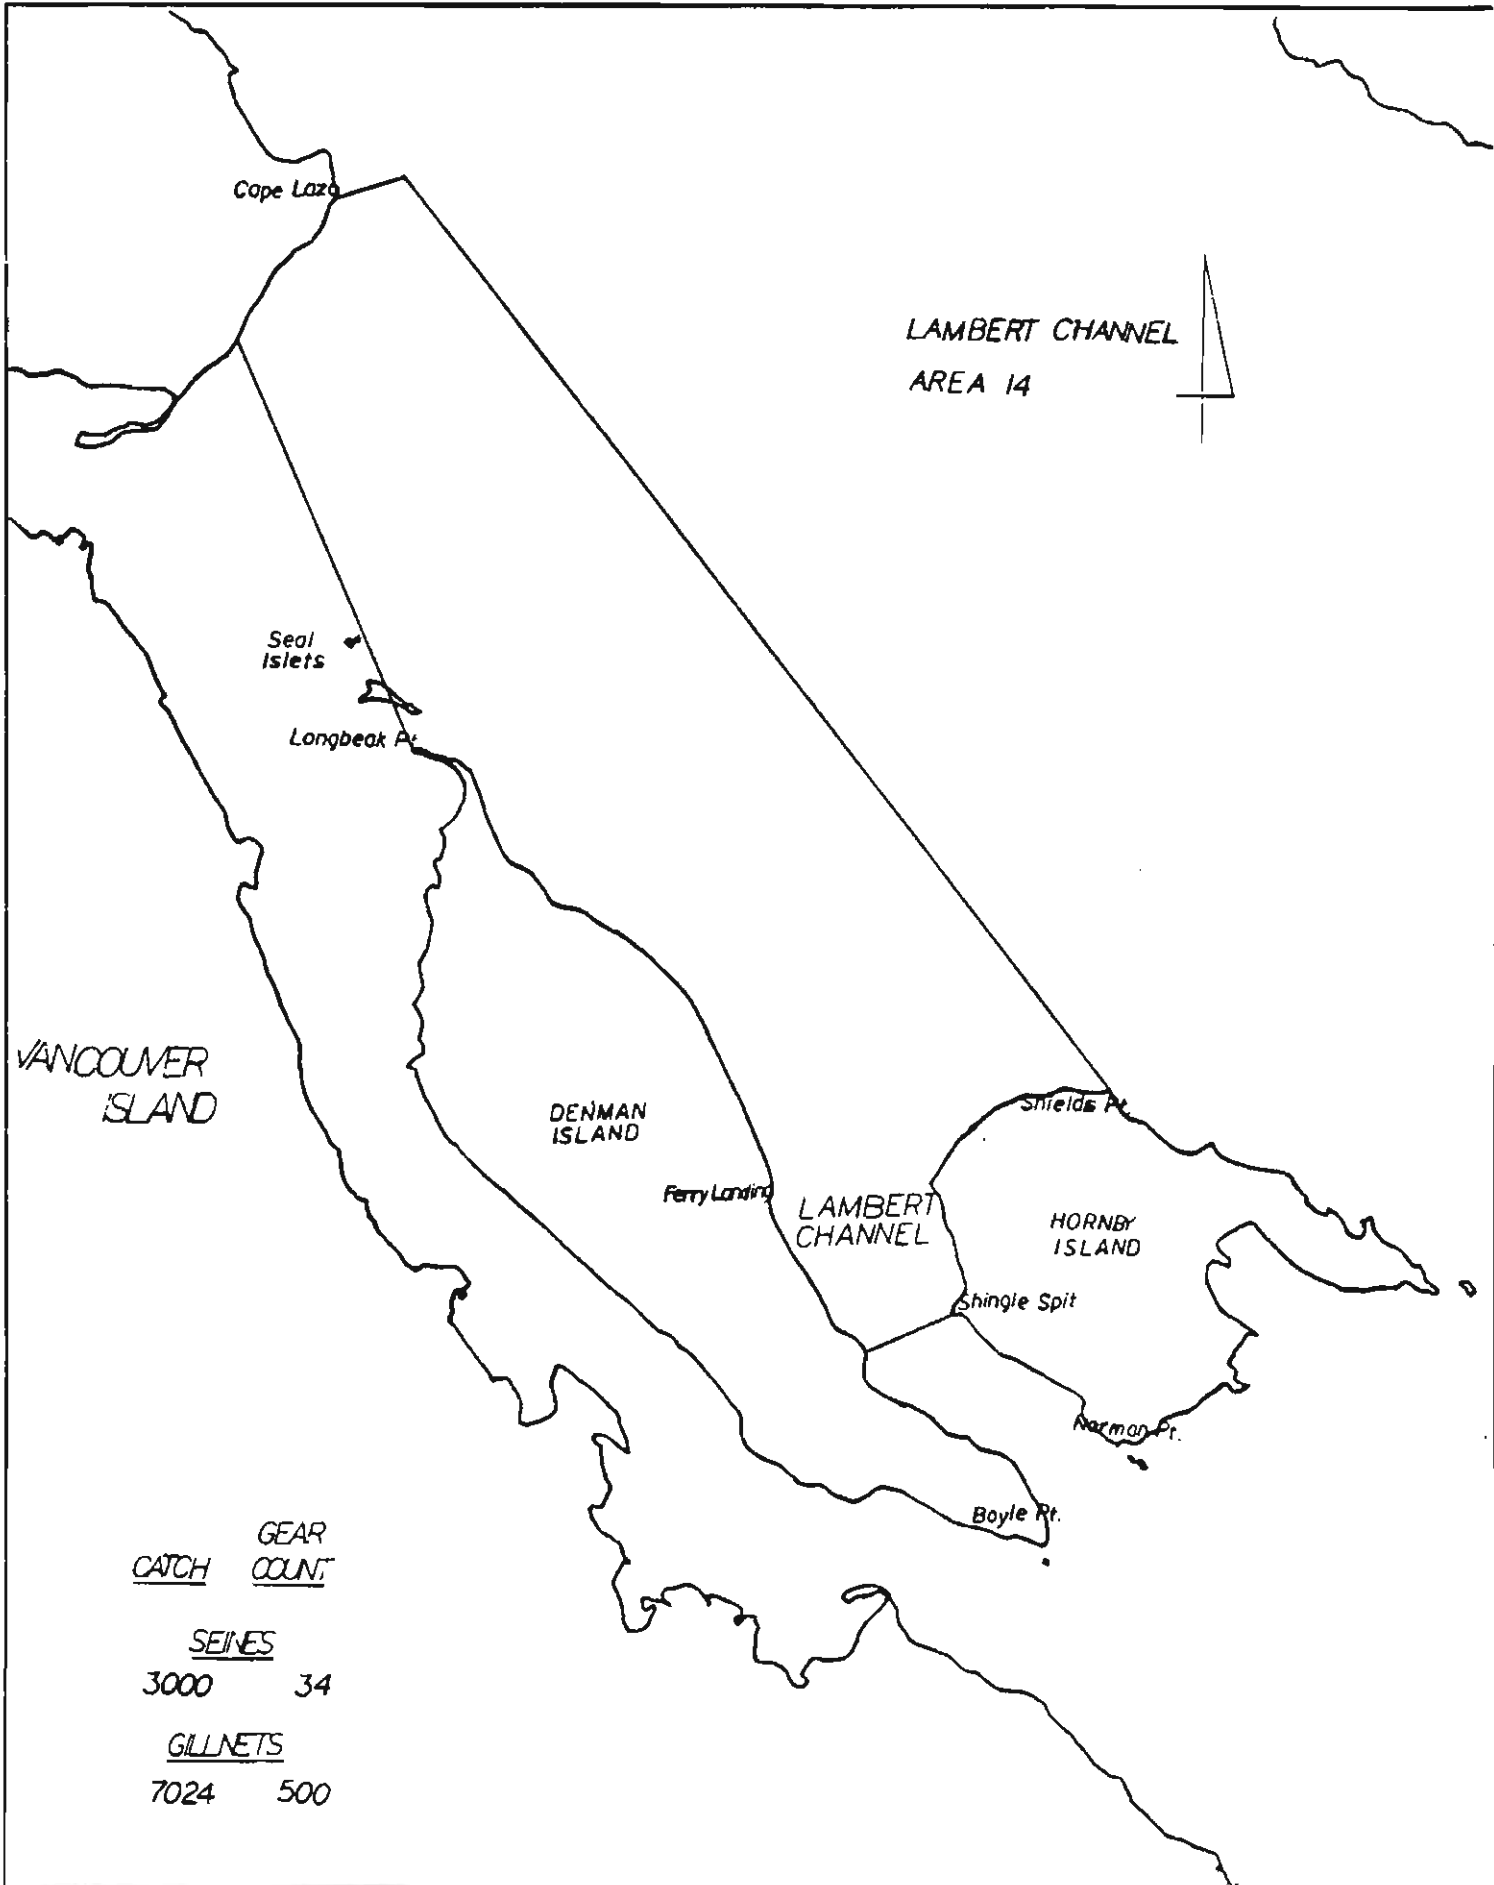 Cape Lazo
LAMBERT CHANNEL
AREA 14
Seal
Islets
Longbeak Pt
VANCOUVER
ISLAND
DENMAN
ISLAND
Shields Pt.
Ferry Landing
LAMBERT
CHANNEL
HORNBY
ISLAND
Shingle Spit
Norman Pt.
Boyle Pt.
GEAR
CATCH COUNT
SEINES
3000 34
GILLNETS
7024 500